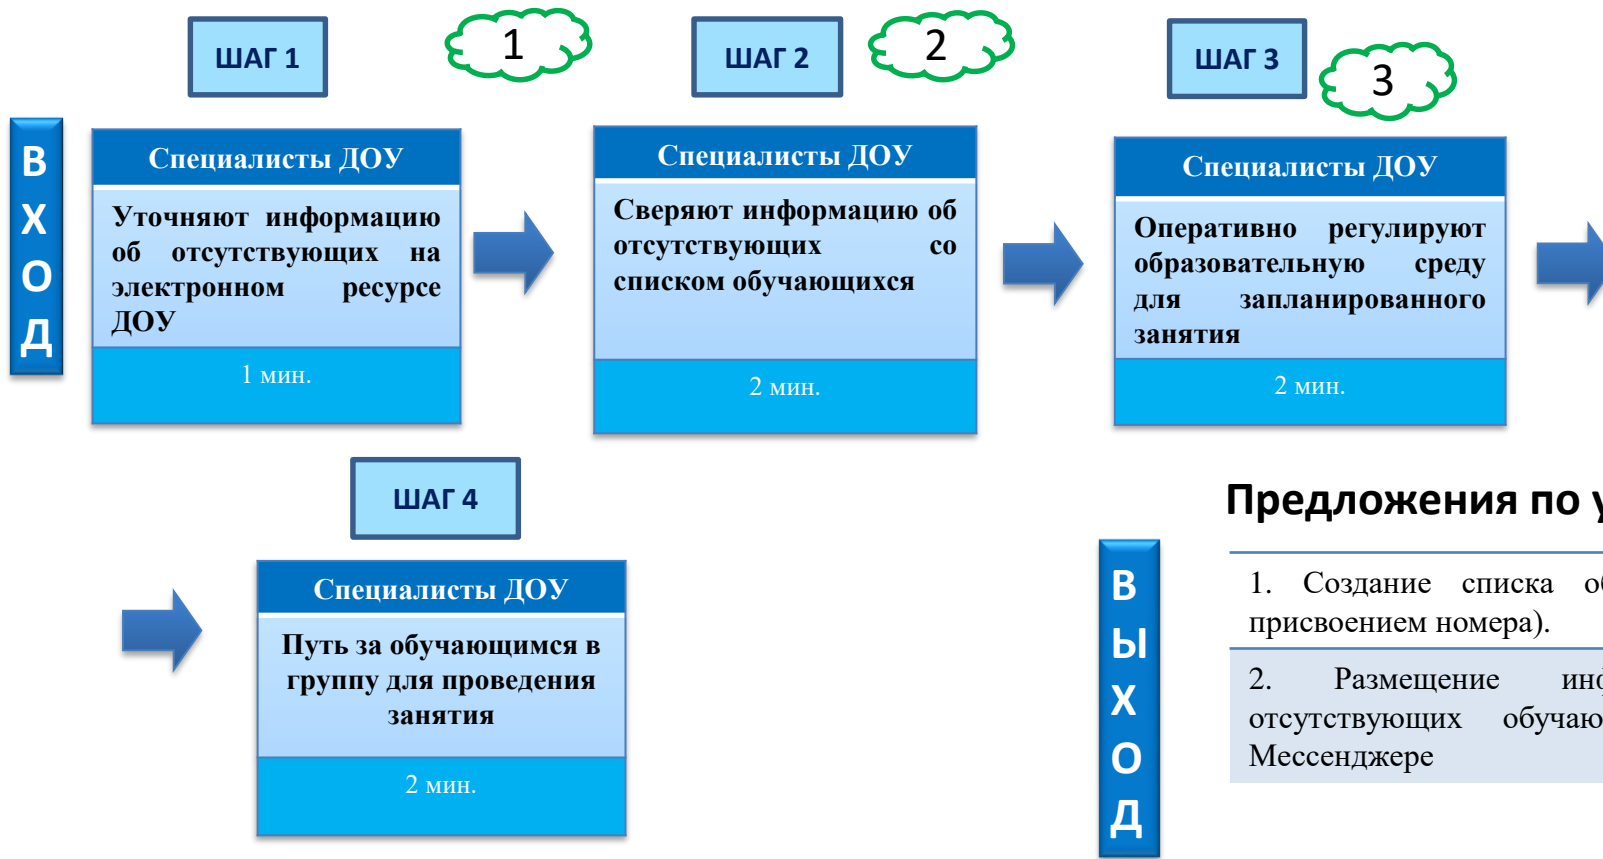 ШАГ 1
1
ШАГ 2
2
ШАГ 3
3
ВХОД
Специалисты ДОУ
Уточняют информацию
об отсутствующих на
электронном ресурсе
ДОУ
1 мин.
Специалисты ДОУ
Сверяют информацию об
отсутствующих со
списком обучающихся
2 мин.
Специалисты ДОУ
Оперативно регулируют
образовательную среду
для запланированного
занятия
2 мин.
ШАГ 4
Специалисты ДОУ
Путь за обучающимся в
группу для проведения
занятия
2 мин.
ВЫХОД
Предложения по
1. Создание списка
присвоением номера).
2. Размещение
отсутствующих
Мессенджере